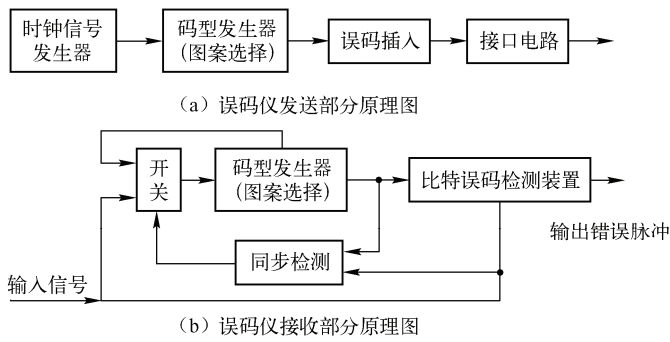 时钟信号
发生器
码型发生器
(图案选择)
误码插入
接口电路
（a）误码仪发送部分原理图
开
关
码型发生器
(图案选择)
比特误码检测装置
输出错误脉冲
同步检测
输入信号
（b）误码仪接收部分原理图